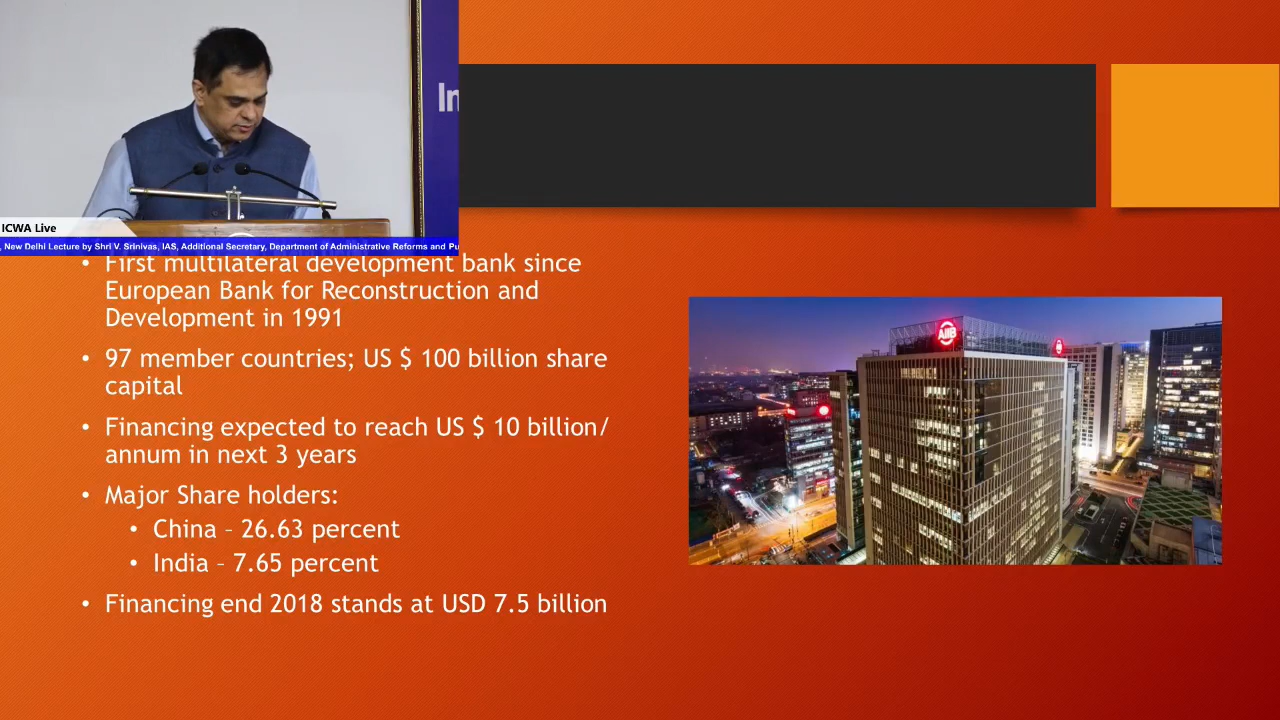 In
ICWA Live
, New Delhi Lecture by Shri V. Srinivas, IAS, Additional Secretary, Department of Administrative Reforms and Pu
• First multilateral development bank since
European Bank for Reconstruction and
Development in 1991
• 97 member countries; US $ 100 billion share
capital
• Financing expected to reach US $ 10 billion/
annum in next 3 years
• Major Share holders:
• China – 26.63 percent
• India – 7.65 percent
• Financing end 2018 stands at USD 7.5 billion
AIIB